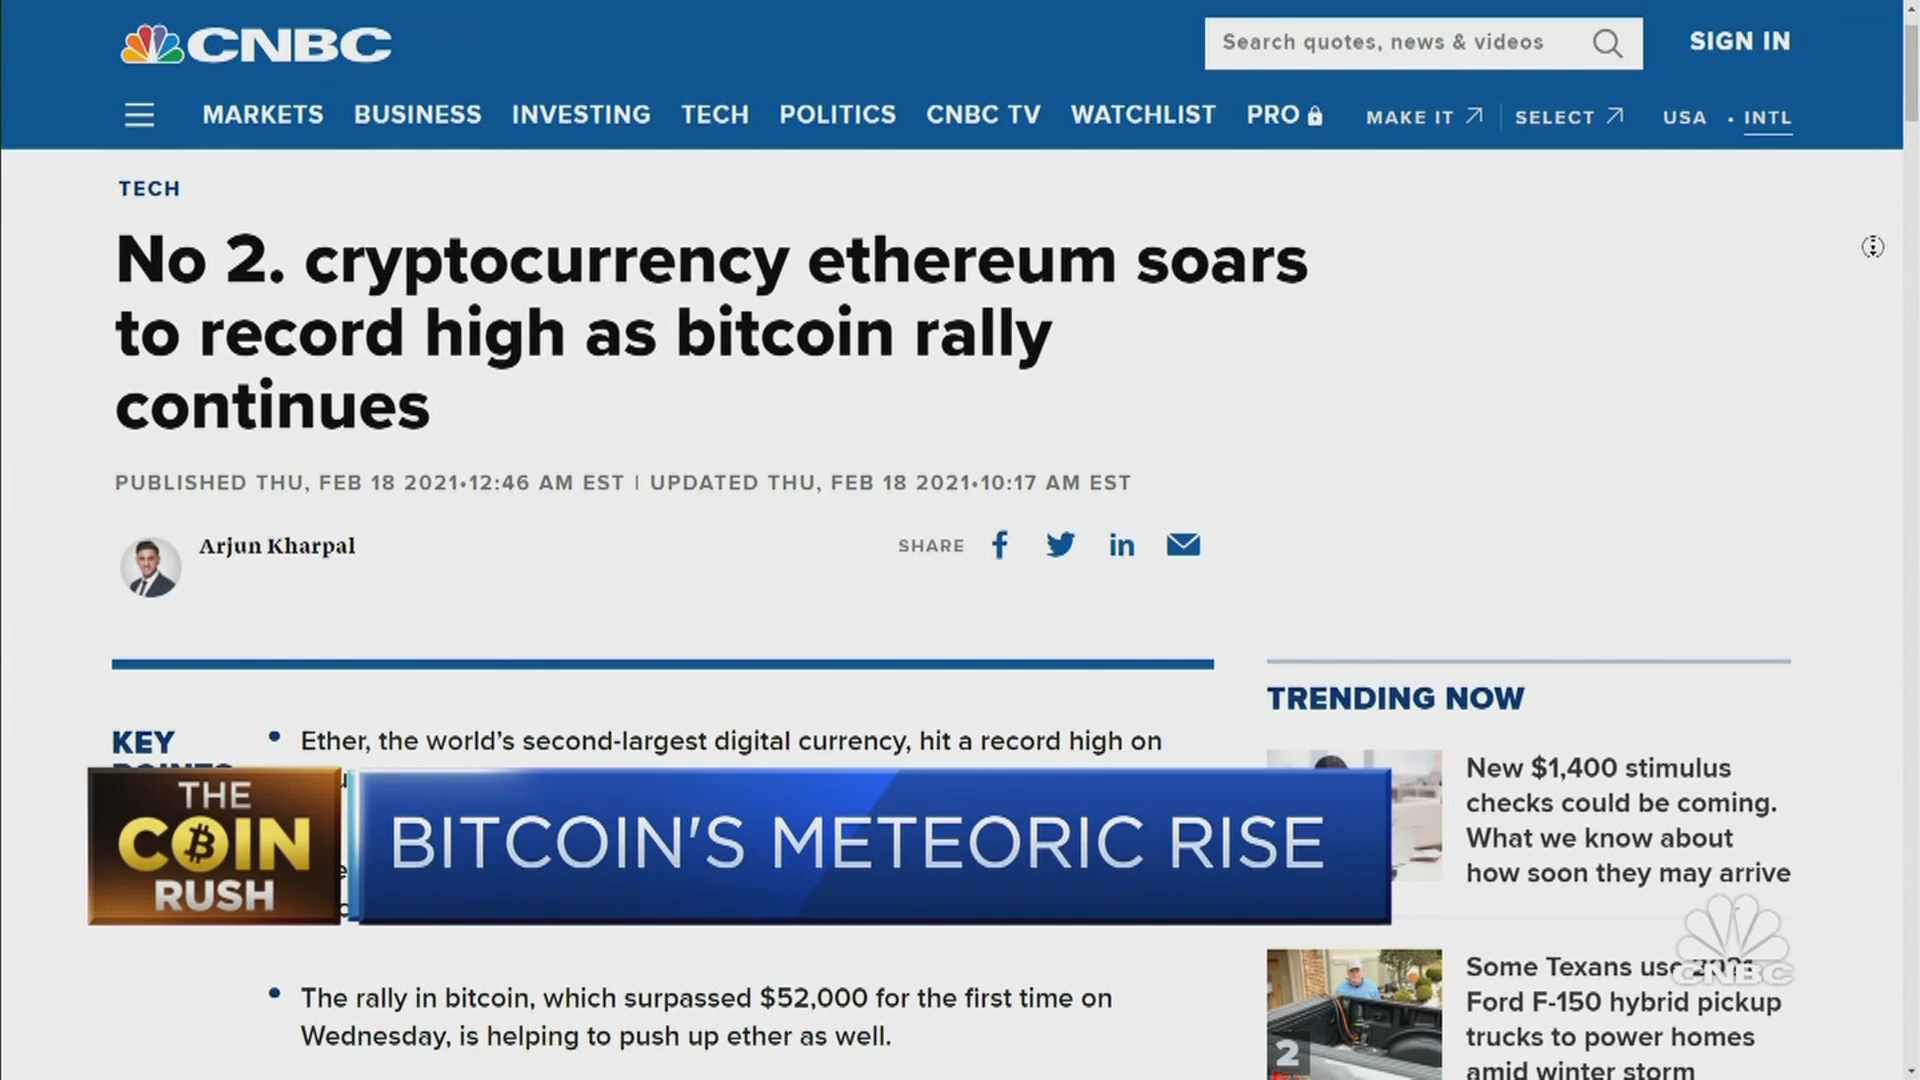 CNBC
Search quotes, news & videos
SIGN IN
MARKETS BUSINESS INVESTING TECH POLITICS CNBC TV WATCHLIST PRO MAKE IT SELECT USA • INTL
TECH
No 2. cryptocurrency ethereum soars
to record high as bitcoin rally
continues
PUBLISHED THU, FEB 18 2021•12:46 AM EST | UPDATED THU, FEB 18 2021•10:17 AM EST
Arjun Kharpal
SHARE
KEY
Ether, the world's second-largest digital currency, hit a record high on
THE
COIN
RUSH
BITCOIN'S METEORIC RISE
The rally in bitcoin, which surpassed $52,000 for the first time on
Wednesday, is helping to push up ether as well.
TRENDING NOW
New $1,400 stimulus
checks could be coming.
What we know about
how soon they may arrive
2
Some Texans use 2021
Ford F-150 hybrid pickup
trucks to power homes
amid winter storm
CNBC